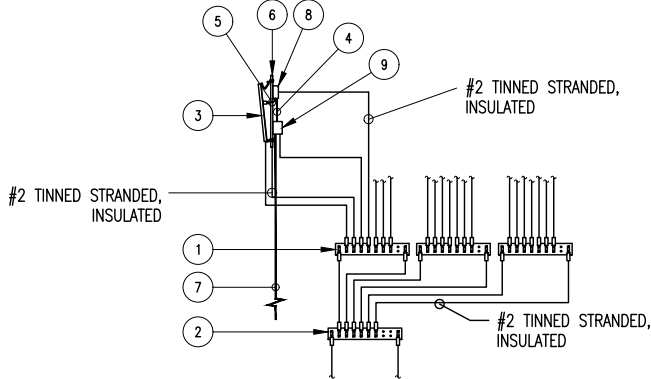 5
6
8
4
9
#2 TINNED STRANDED,
INSULATED
3
#2 TINNED STRANDED,
INSULATED
1
7
2
#2 TINNED STRANDED,
INSULATED